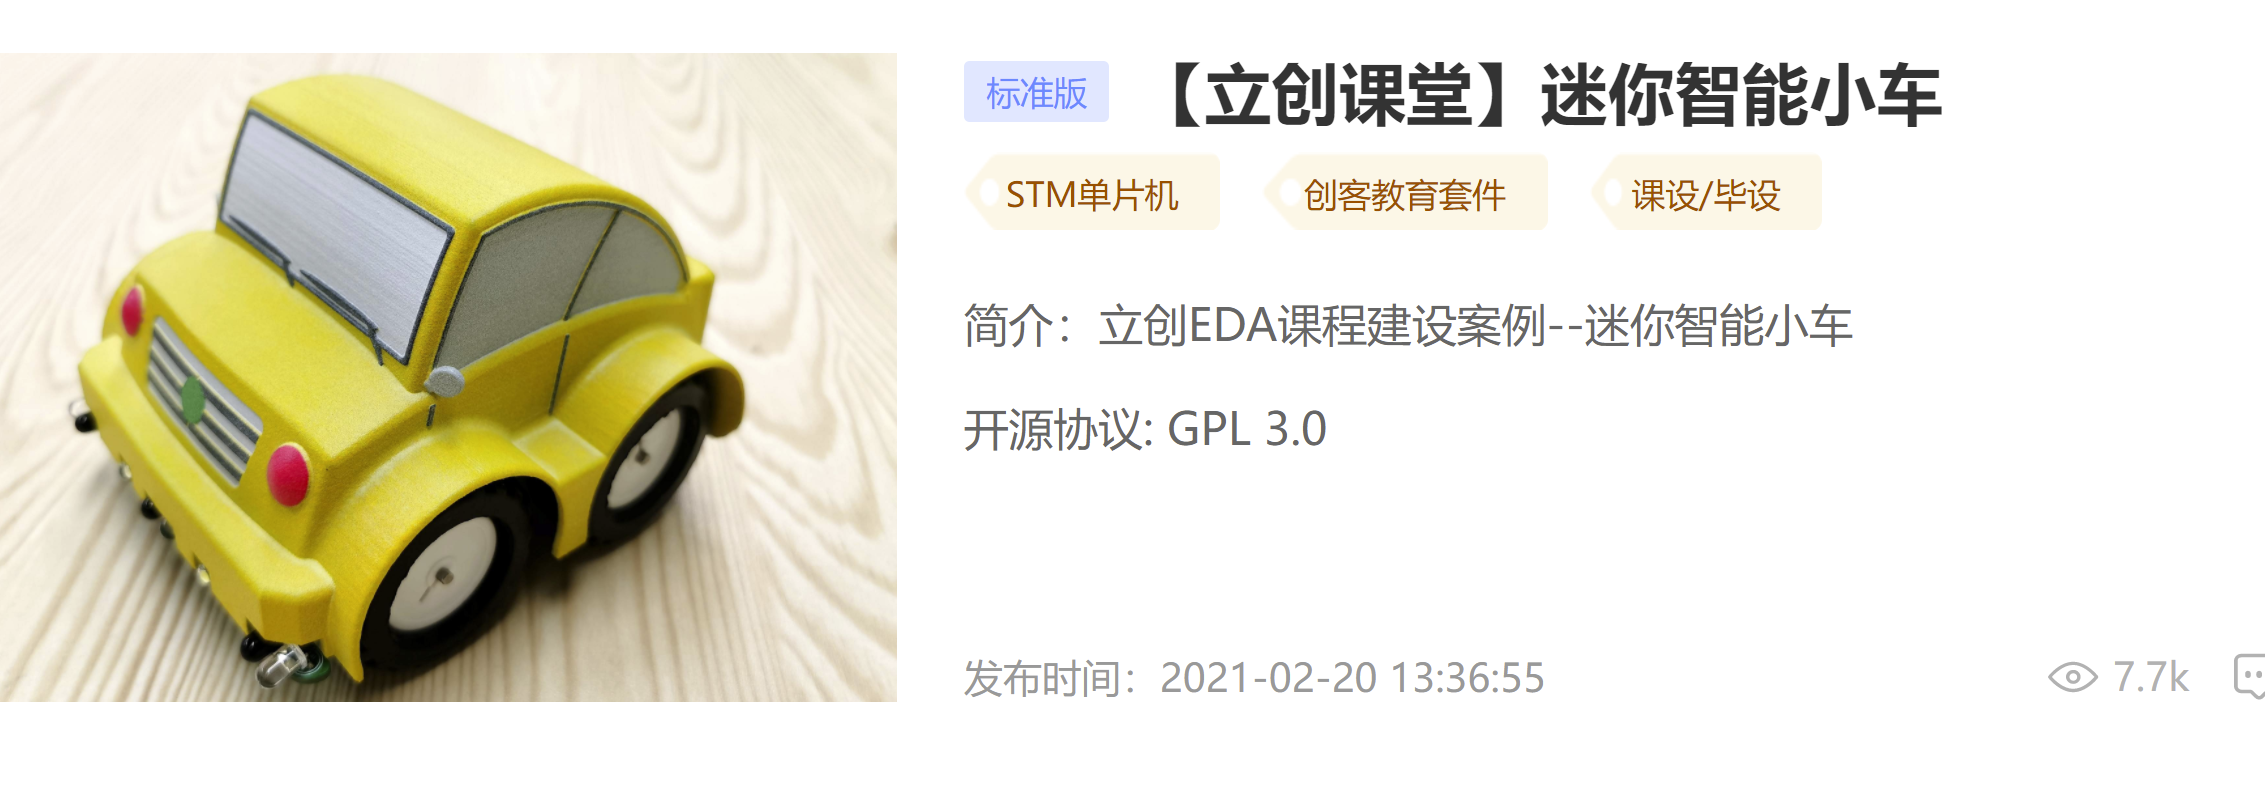 标准版 【立创课堂】迷你智能小车
STM单片机 创客教育套件 课设/毕设
简介：立创EDA课程建设案例--迷你智能小车
开源协议: GPL 3.0
发布时间：2021-02-20 13:36:55 7.7k